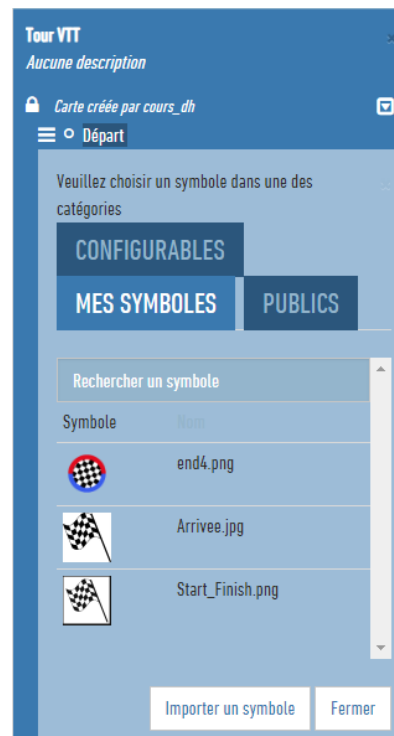 Tour VTT
Aucune description
Carte créée par cours_dh
Départ
Veuillez choisir un symbole dans une des
catégories
CONFIGURABLES
MES SYMBOLES PUBLICS
Rechercher un symbole
Symbole Nom
end4.png
Arrivee.jpg
Start_Finish.png
Importer un symbole Fermer